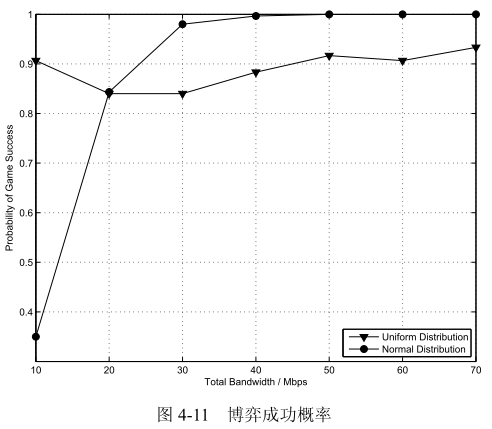 1
0.9
0.8
0.7
0.6
0.5
0.4
Probability of Game Success
10 20 30 40 50 60 70
Total Bandwidth / Mbps
Uniform Distribution
Normal Distribution
图 4-11 博弈成功概率